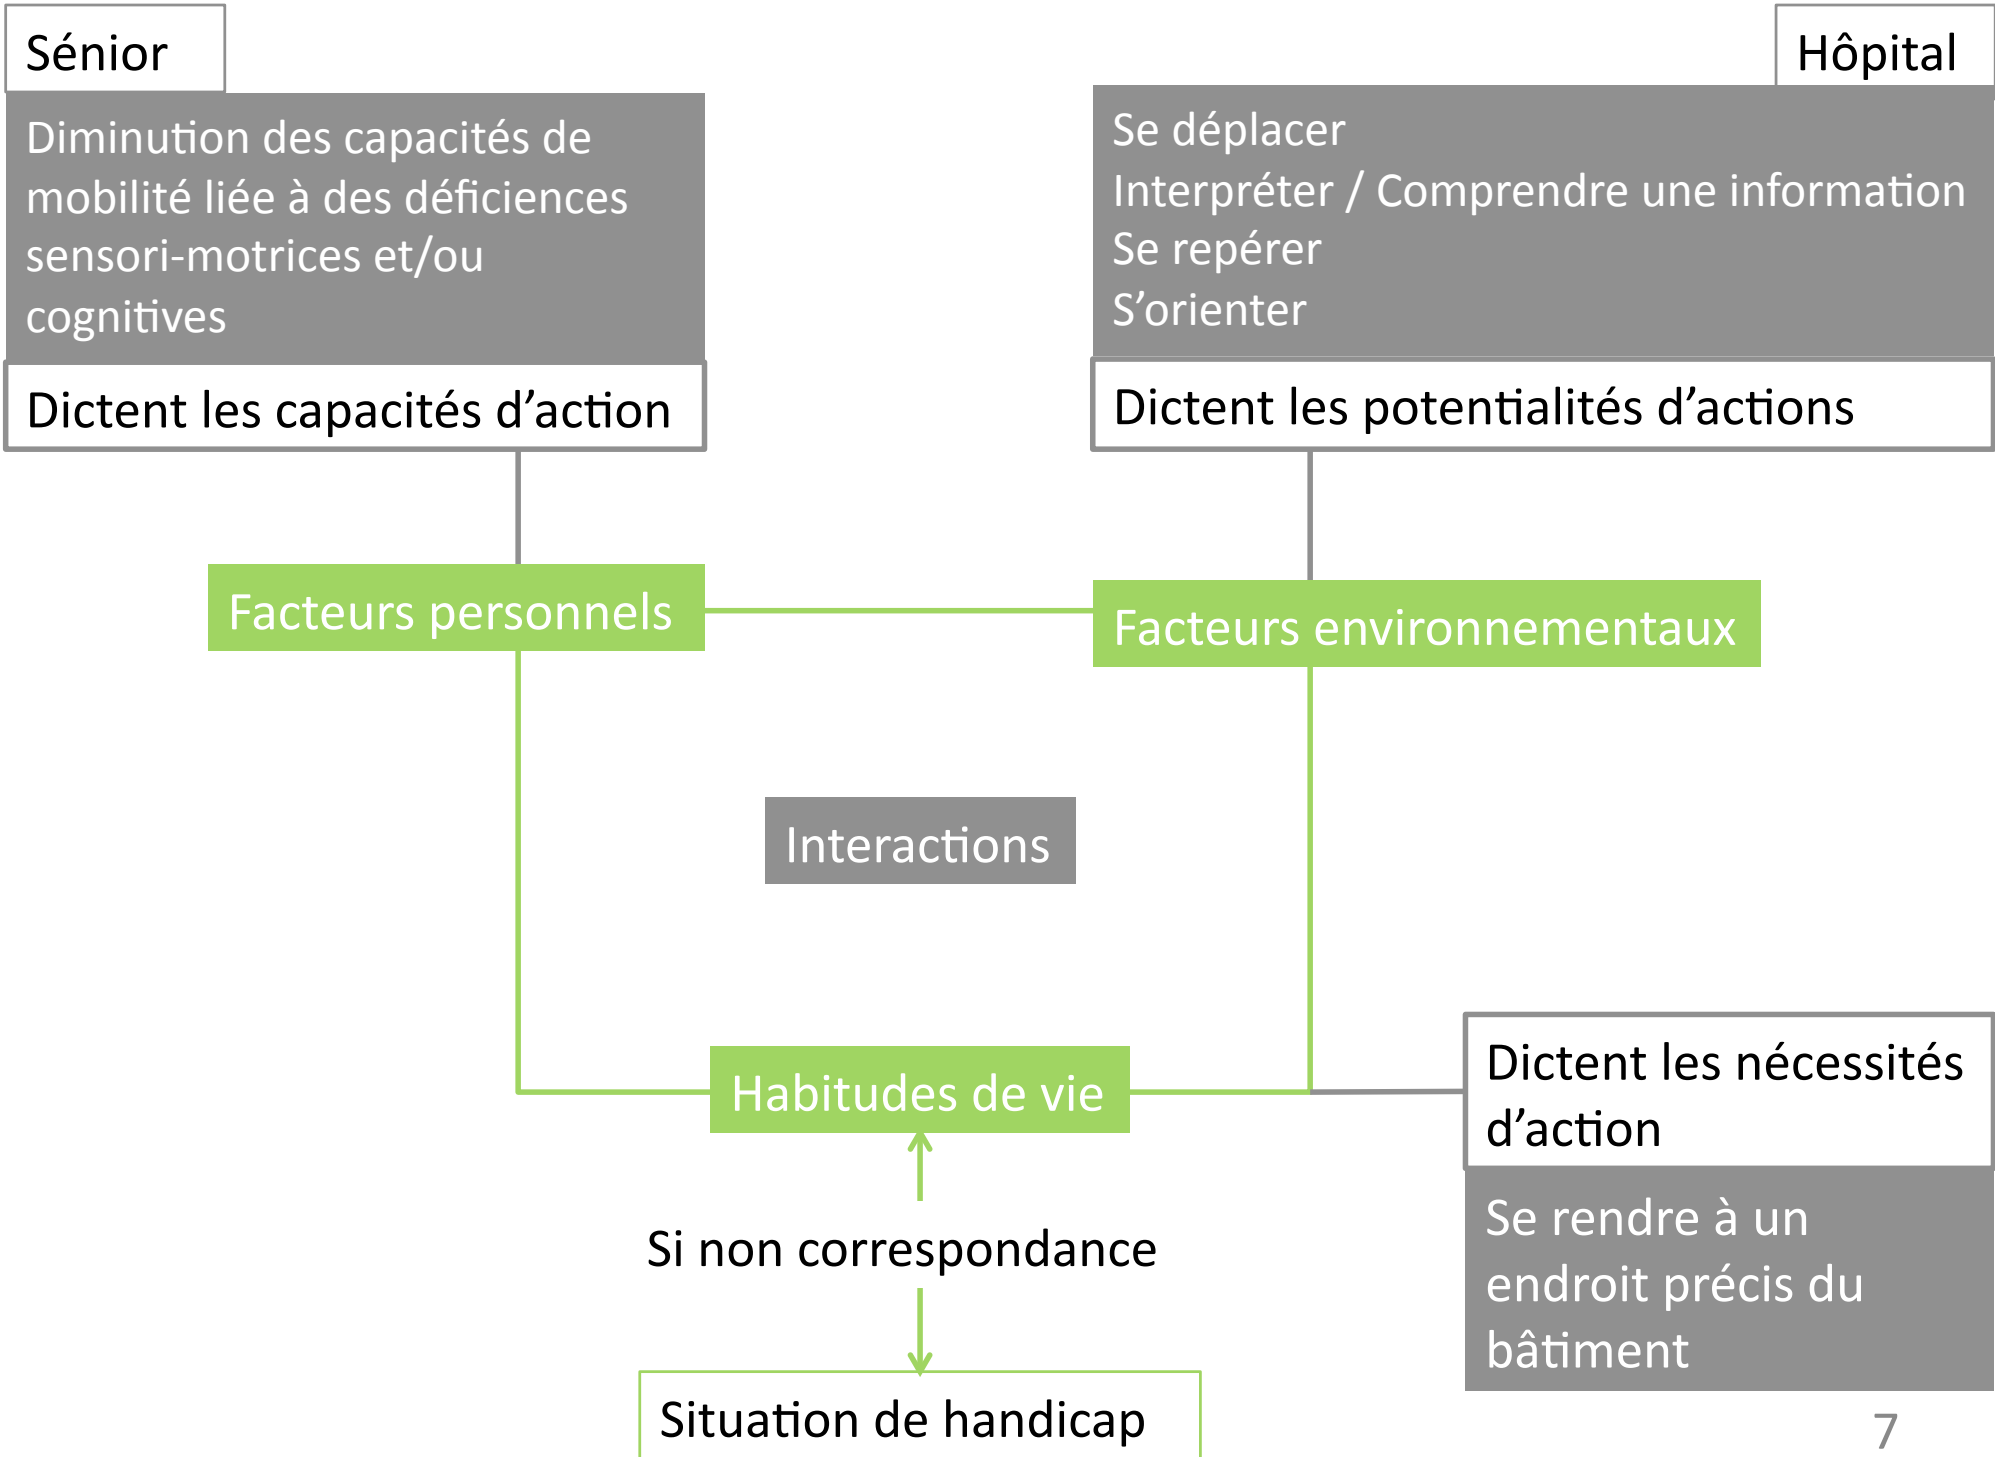 Sénior
Diminution des capacités de
mobilité liée à des déficiences
sensori-motrices et/ou
cognitives
Dictent les capacités d’action
Hôpital
Se déplacer
Interpréter / Comprendre une information
Se repérer
S’orienter
Dictent les potentialités d’actions
Facteurs personnels
Facteurs environnementaux
Interactions
Habitudes de vie
Dictent les nécessités
d’action
Se rendre à un
endroit précis du
bâtiment
Si non correspondance
Situation de handicap
7